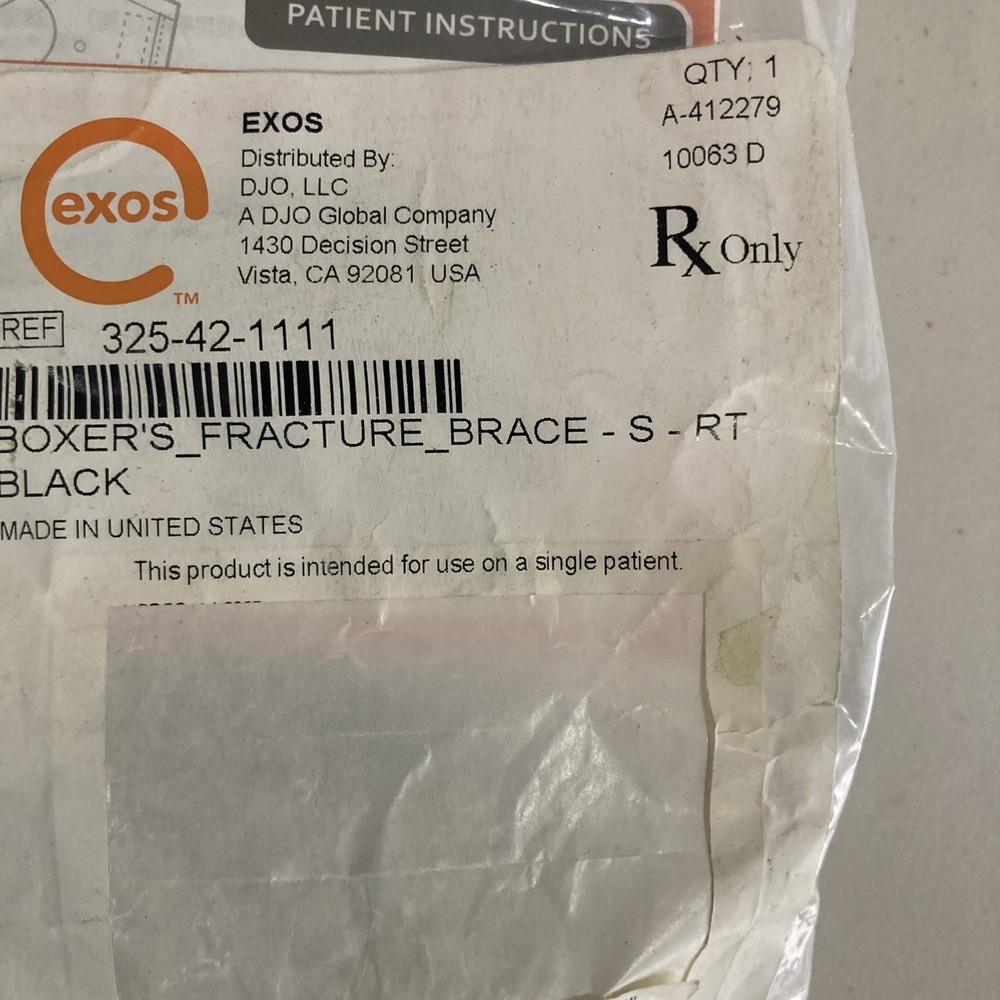 PATIENT INSTRUCTIONS
QTY: 1
A-412279
10063 D
exos
TM
EXOS
Distributed By:
DJO, LLC
A DJO Global Company
1430 Decision Street
Vista, CA 92081 USA
Rx Only
REF 325-42-1111
BOXER'S_FRACTURE_BRACE - S - RT
BLACK
MADE IN UNITED STATES
This product is intended for use on a single patient.